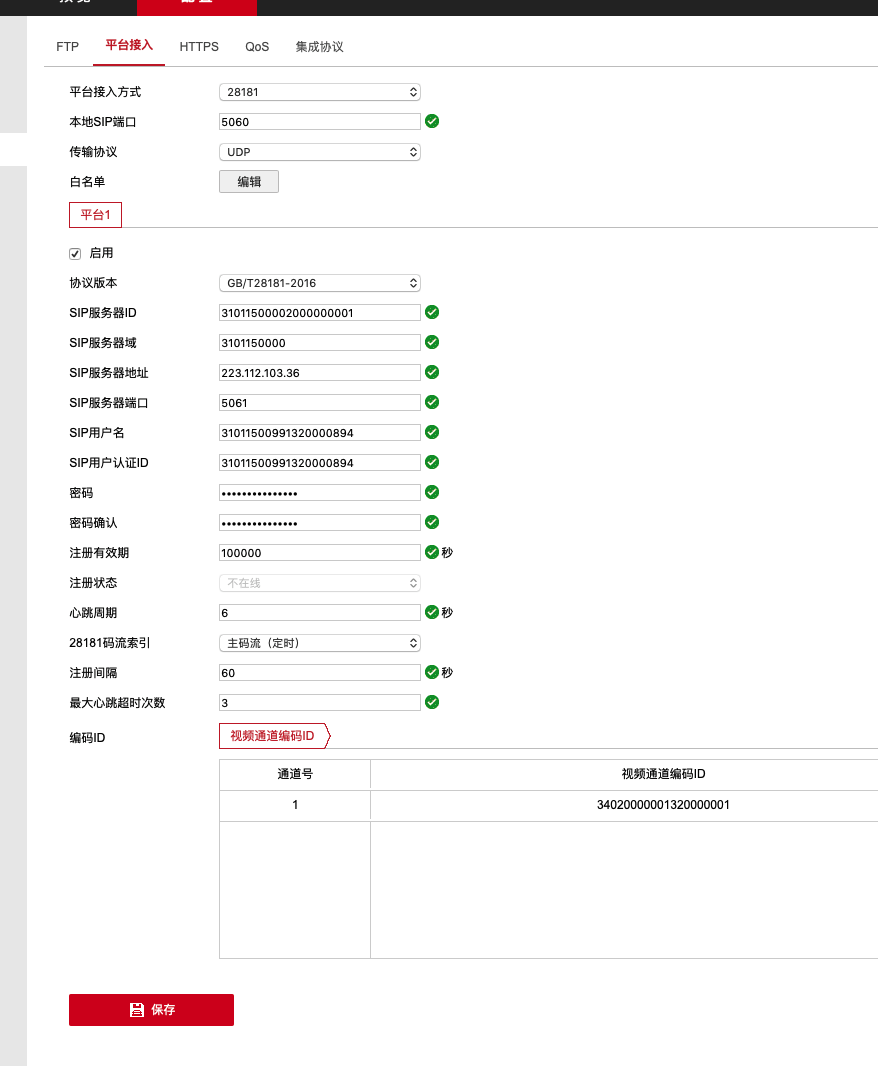 FTP 平台接入 HTTPS QoS 集成协议
平台接入方式 28181
本地SIP端口 5060
传输协议 UDP
白名单 编辑
平台1
启用
协议版本 GB/T28181-2016
SIP服务器ID 31011500002000000001
SIP服务器域 3101150000
SIP服务器地址 223.112.103.36
SIP服务器端口 5061
SIP用户名 31011500991320000894
SIP用户认证ID 31011500991320000894
密码 •••••••••••••••
密码确认 •••••••••••••••
注册有效期 100000 秒
注册状态 不在线
心跳周期 6 秒
28181码流索引 主码流（定时）
注册间隔 60 秒
最大心跳超时次数 3
编码ID 视频通道编码ID
通道号 视频通道编码ID
1 34020000001320000001
保存